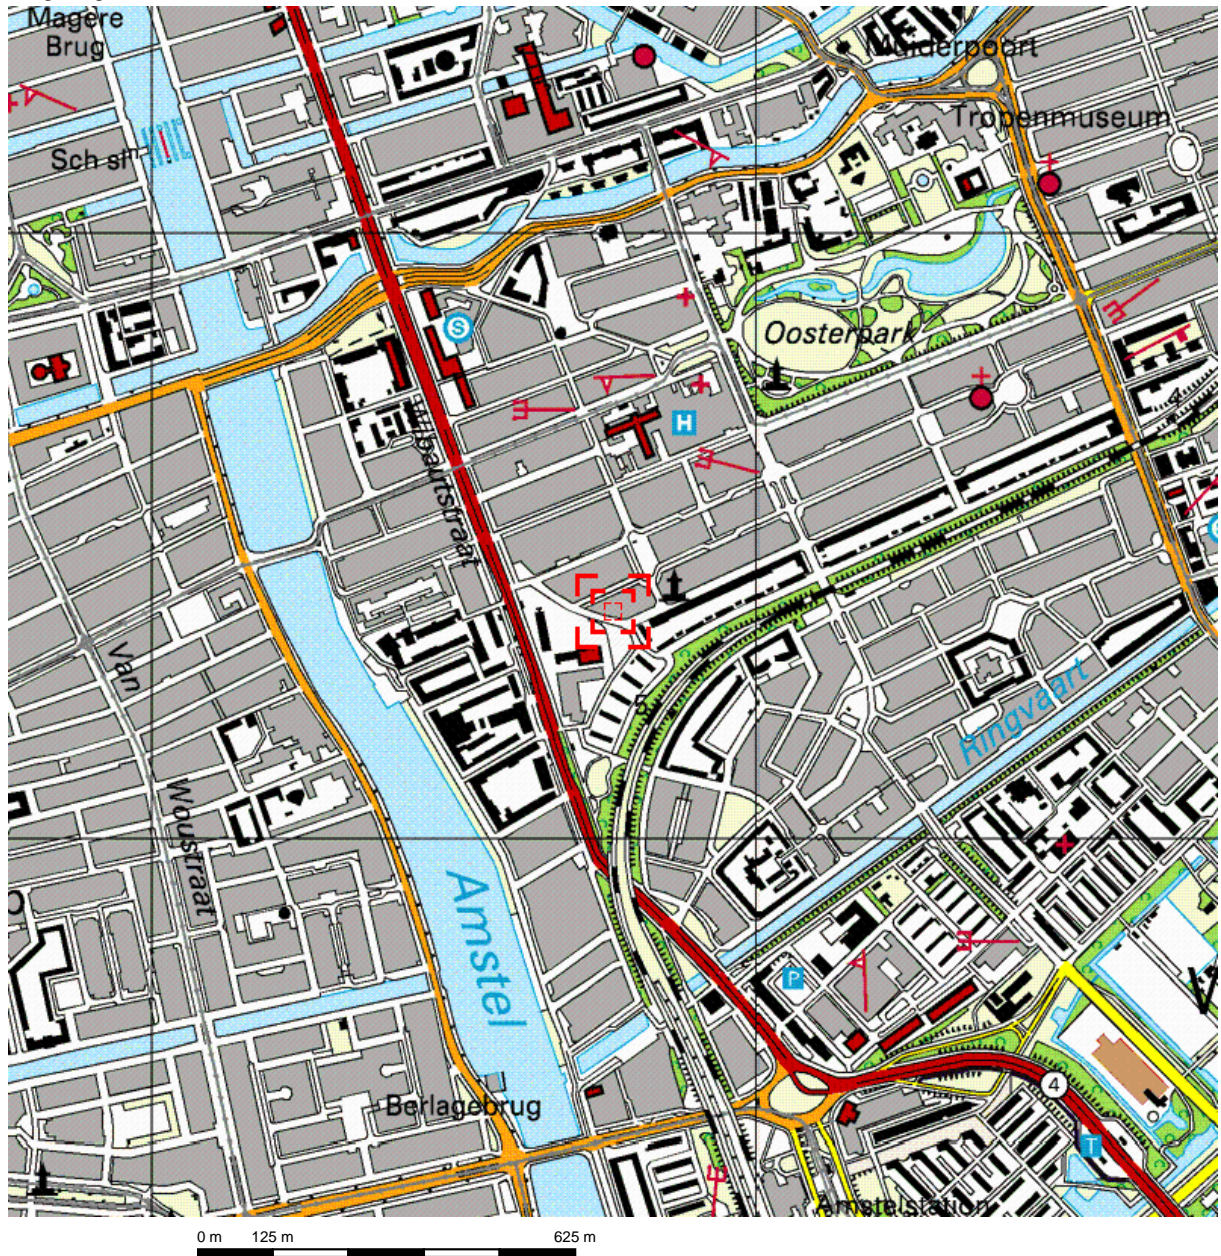 Magere
Brug
Muiderpoort
Tropenmuseum
Sch sl
S
Oosterpark
H
Wibautstraat
Van
Woustraat
Ringvaart
Amstel
P
4
Berlagebrug
T
Amstelstation
0 m 125 m 625 m